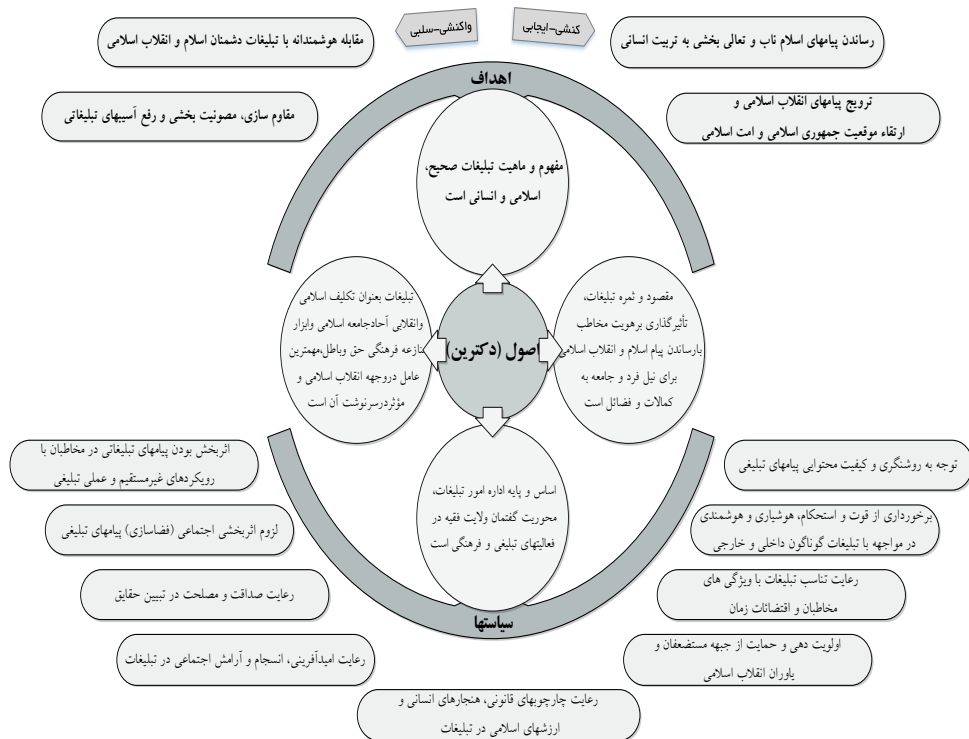 کنشی-ایجابی
واکنشی-سلبی
رساندن پیامهای اسلام ناب و تعالی بخشی به تربیت انسانی
مقابله هوشمندانه با تبلیغات دشمنان اسلام و انقلاب اسلامی
اهداف
ترویج پیامهای انقلاب اسلامی و
ارتقاء موقعیت جمهوری اسلامی و امت اسلامی
مقاوم سازی، مصونیت بخشی و رفع آسیبهای تبلیغاتی
مفهوم و ماهیت تبلیغات صحیح،
اسلامی و انسانی است
مقصود و ثمره تبلیغات،
تأثیرگذاری برهویت مخاطب
بارساندن پیام اسلام و انقلاب اسلامی
برای نیل فرد و جامعه به
کمالات و فضائل است
اصول (دکترین)
تبلیغات بعنوان تکلیف اسلامی
وانقلابی آحادجامعه اسلامی وابزار
منازعه فرهنگی حق وباطل،مهمترین
عامل دروجهه انقلاب اسلامی و
مؤثردرسرنوشت آن است
اساس و پایه اداره امور تبلیغات،
محوریت گفتمان ولایت فقیه در
فعالیتهای تبلیغی و فرهنگی است
سیاستها
توجه به روشنگری و کیفیت محتوایی پیامهای تبلیغی
برخورداری از قوت و استحکام، هوشیاری و هوشمندی
در مواجهه با تبلیغات گوناگون داخلی و خارجی
رعایت تناسب تبلیغات با ویژگی های
مخاطبان و اقتضائات زمان
اولویت دهی و حمایت از جبهه مستضعفان و
یاوران انقلاب اسلامی
رعایت چارچوبهای قانونی، هنجارهای انسانی و
ارزشهای اسلامی در تبلیغات
اثربخش بودن پیامهای تبلیغاتی در مخاطبان با
رویکردهای غیرمستقیم و عملی تبلیغی
لزوم اثربخشی اجتماعی (فضاسازی) پیامهای تبلیغی
رعایت صداقت و مصلحت در تبیین حقایق
رعایت امیدآفرینی، انسجام و آرامش اجتماعی در تبلیغات